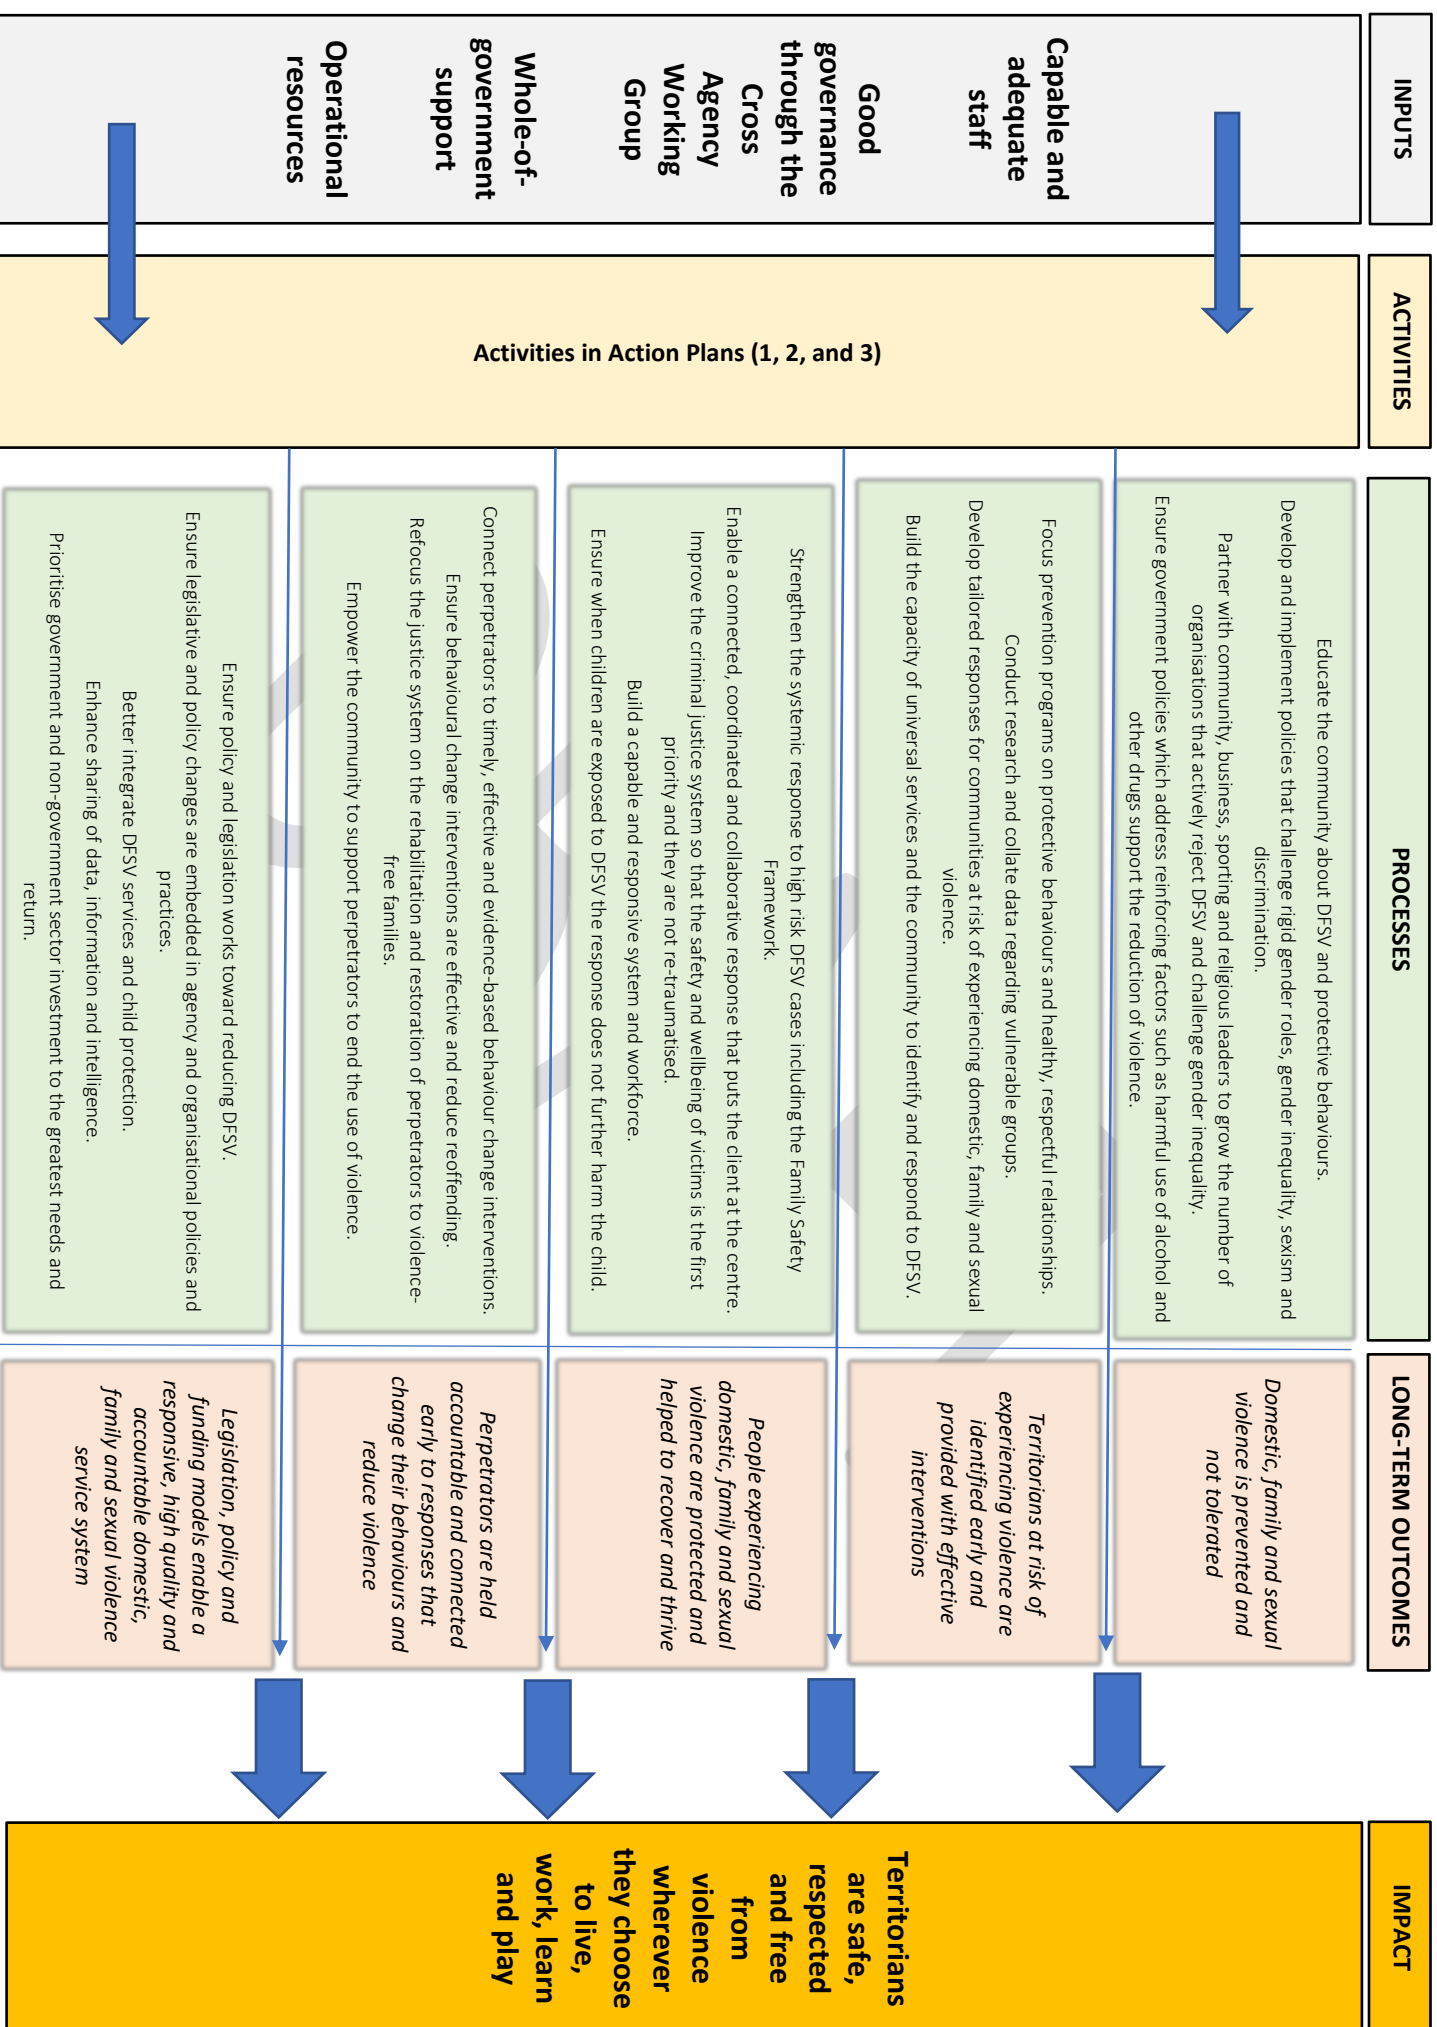 INPUTS
Capable and
adequate
staff
Good
governance
through the
Cross
Agency
Working
Group
Whole-of-
government
support
Operational
resources
ACTIVITIES
Activities in Action Plans (1, 2, and 3)
PROCESSES
Educate the community about DFSV and protective behaviours.
Develop and implement policies that challenge rigid gender roles, gender inequality, sexism and
discrimination.
Partner with community, business, sporting and religious leaders to grow the number of
organisations that actively reject DFSV and challenge gender inequality.
Ensure government policies which address reinforcing factors such as harmful use of alcohol and
other drugs support the reduction of violence.
Focus prevention programs on protective behaviours and healthy, respectful relationships.
Conduct research and collate data regarding vulnerable groups.
Develop tailored responses for communities at risk of experiencing domestic, family and sexual
violence.
Build the capacity of universal services and the community to identify and respond to DFSV.
Strengthen the systemic response to high risk DFSV cases including the Family Safety
Framework.
Enable a connected, coordinated and collaborative response that puts the client at the centre.
Improve the criminal justice system so that the safety and wellbeing of victims is the first
priority and they are not re-traumatised.
Build a capable and responsive system and workforce.
Ensure when children are exposed to DFSV the response does not further harm the child.
Connect perpetrators to timely, effective and evidence-based behaviour change interventions.
Ensure behavioural change interventions are effective and reduce reoffending.
Refocus the justice system on the rehabilitation and restoration of perpetrators to violence-
free families.
Empower the community to support perpetrators to end the use of violence.
Ensure policy and legislation works toward reducing DFSV.
Ensure legislative and policy changes are embedded in agency and organisational policies and
practices.
Better integrate DFSV services and child protection.
Enhance sharing of data, information and intelligence.
Prioritise government and non-government sector investment to the greatest needs and
return.
LONG-TERM OUTCOMES
Domestic, family and sexual
violence is prevented and
not tolerated
Territorians at risk of
experiencing violence are
identified early and
provided with effective
interventions
People experiencing
domestic, family and sexual
violence are protected and
helped to recover and thrive
Perpetrators are held
accountable and connected
early to responses that
change their behaviours and
reduce violence
Legislation, policy and
funding models enable a
responsive, high quality and
accountable domestic,
family and sexual violence
service system
IMPACT
Territorians
are safe,
respected
and free
from
violence
wherever
they choose
to live,
work, learn
and play